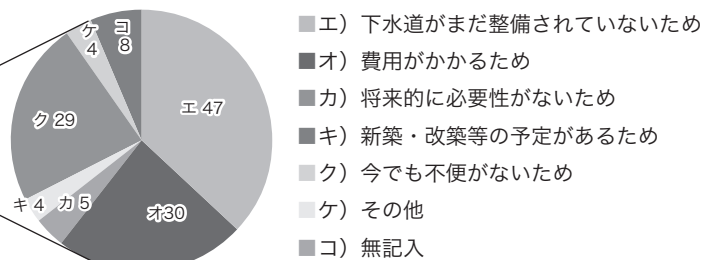 ケ
4
コ
8
エ 47
ク 29
キ 4
カ 5
オ30
エ）下水道がまだ整備されていないため
オ）費用がかかるため
カ）将来的に必要性がないため
キ）新築・改築等の予定があるため
ク）今でも不便がないため
ケ）その他
コ）無記入